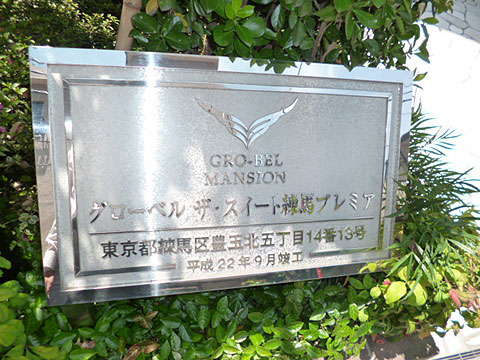 GRO-BEL
MANSION
グローベル ザ・スイート練馬プレミア
東京都練馬区豊玉北五丁目14番13号
平成22年9月竣工